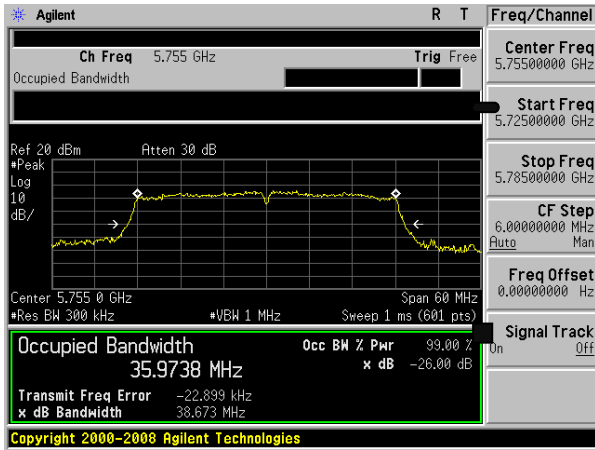 Agilent R T Freq/Channel
Ch Freq 5.755 GHz Trig Free
Occupied Bandwidth
Center Freq
5.75500000 GHz
Start Freq
5.72500000 GHz
Stop Freq
5.78500000 GHz
CF Step
6.00000000 MHz
Auto Man
Freq Offset
0.00000000 Hz
Signal Track
On Off
Ref 20 dBm Atten 30 dB
#Peak
Log
10
dB/
Center 5.755 0 GHz Span 60 MHz
#Res BW 300 kHz #VBW 1 MHz Sweep 1 ms (601 pts)
Occupied Bandwidth Occ BW % Pwr 99.00 %
35.9738 MHz x dB -26.00 dB
Transmit Freq Error -22.899 kHz
x dB Bandwidth 38.673 MHz
Copyright 2000-2008 Agilent Technologies